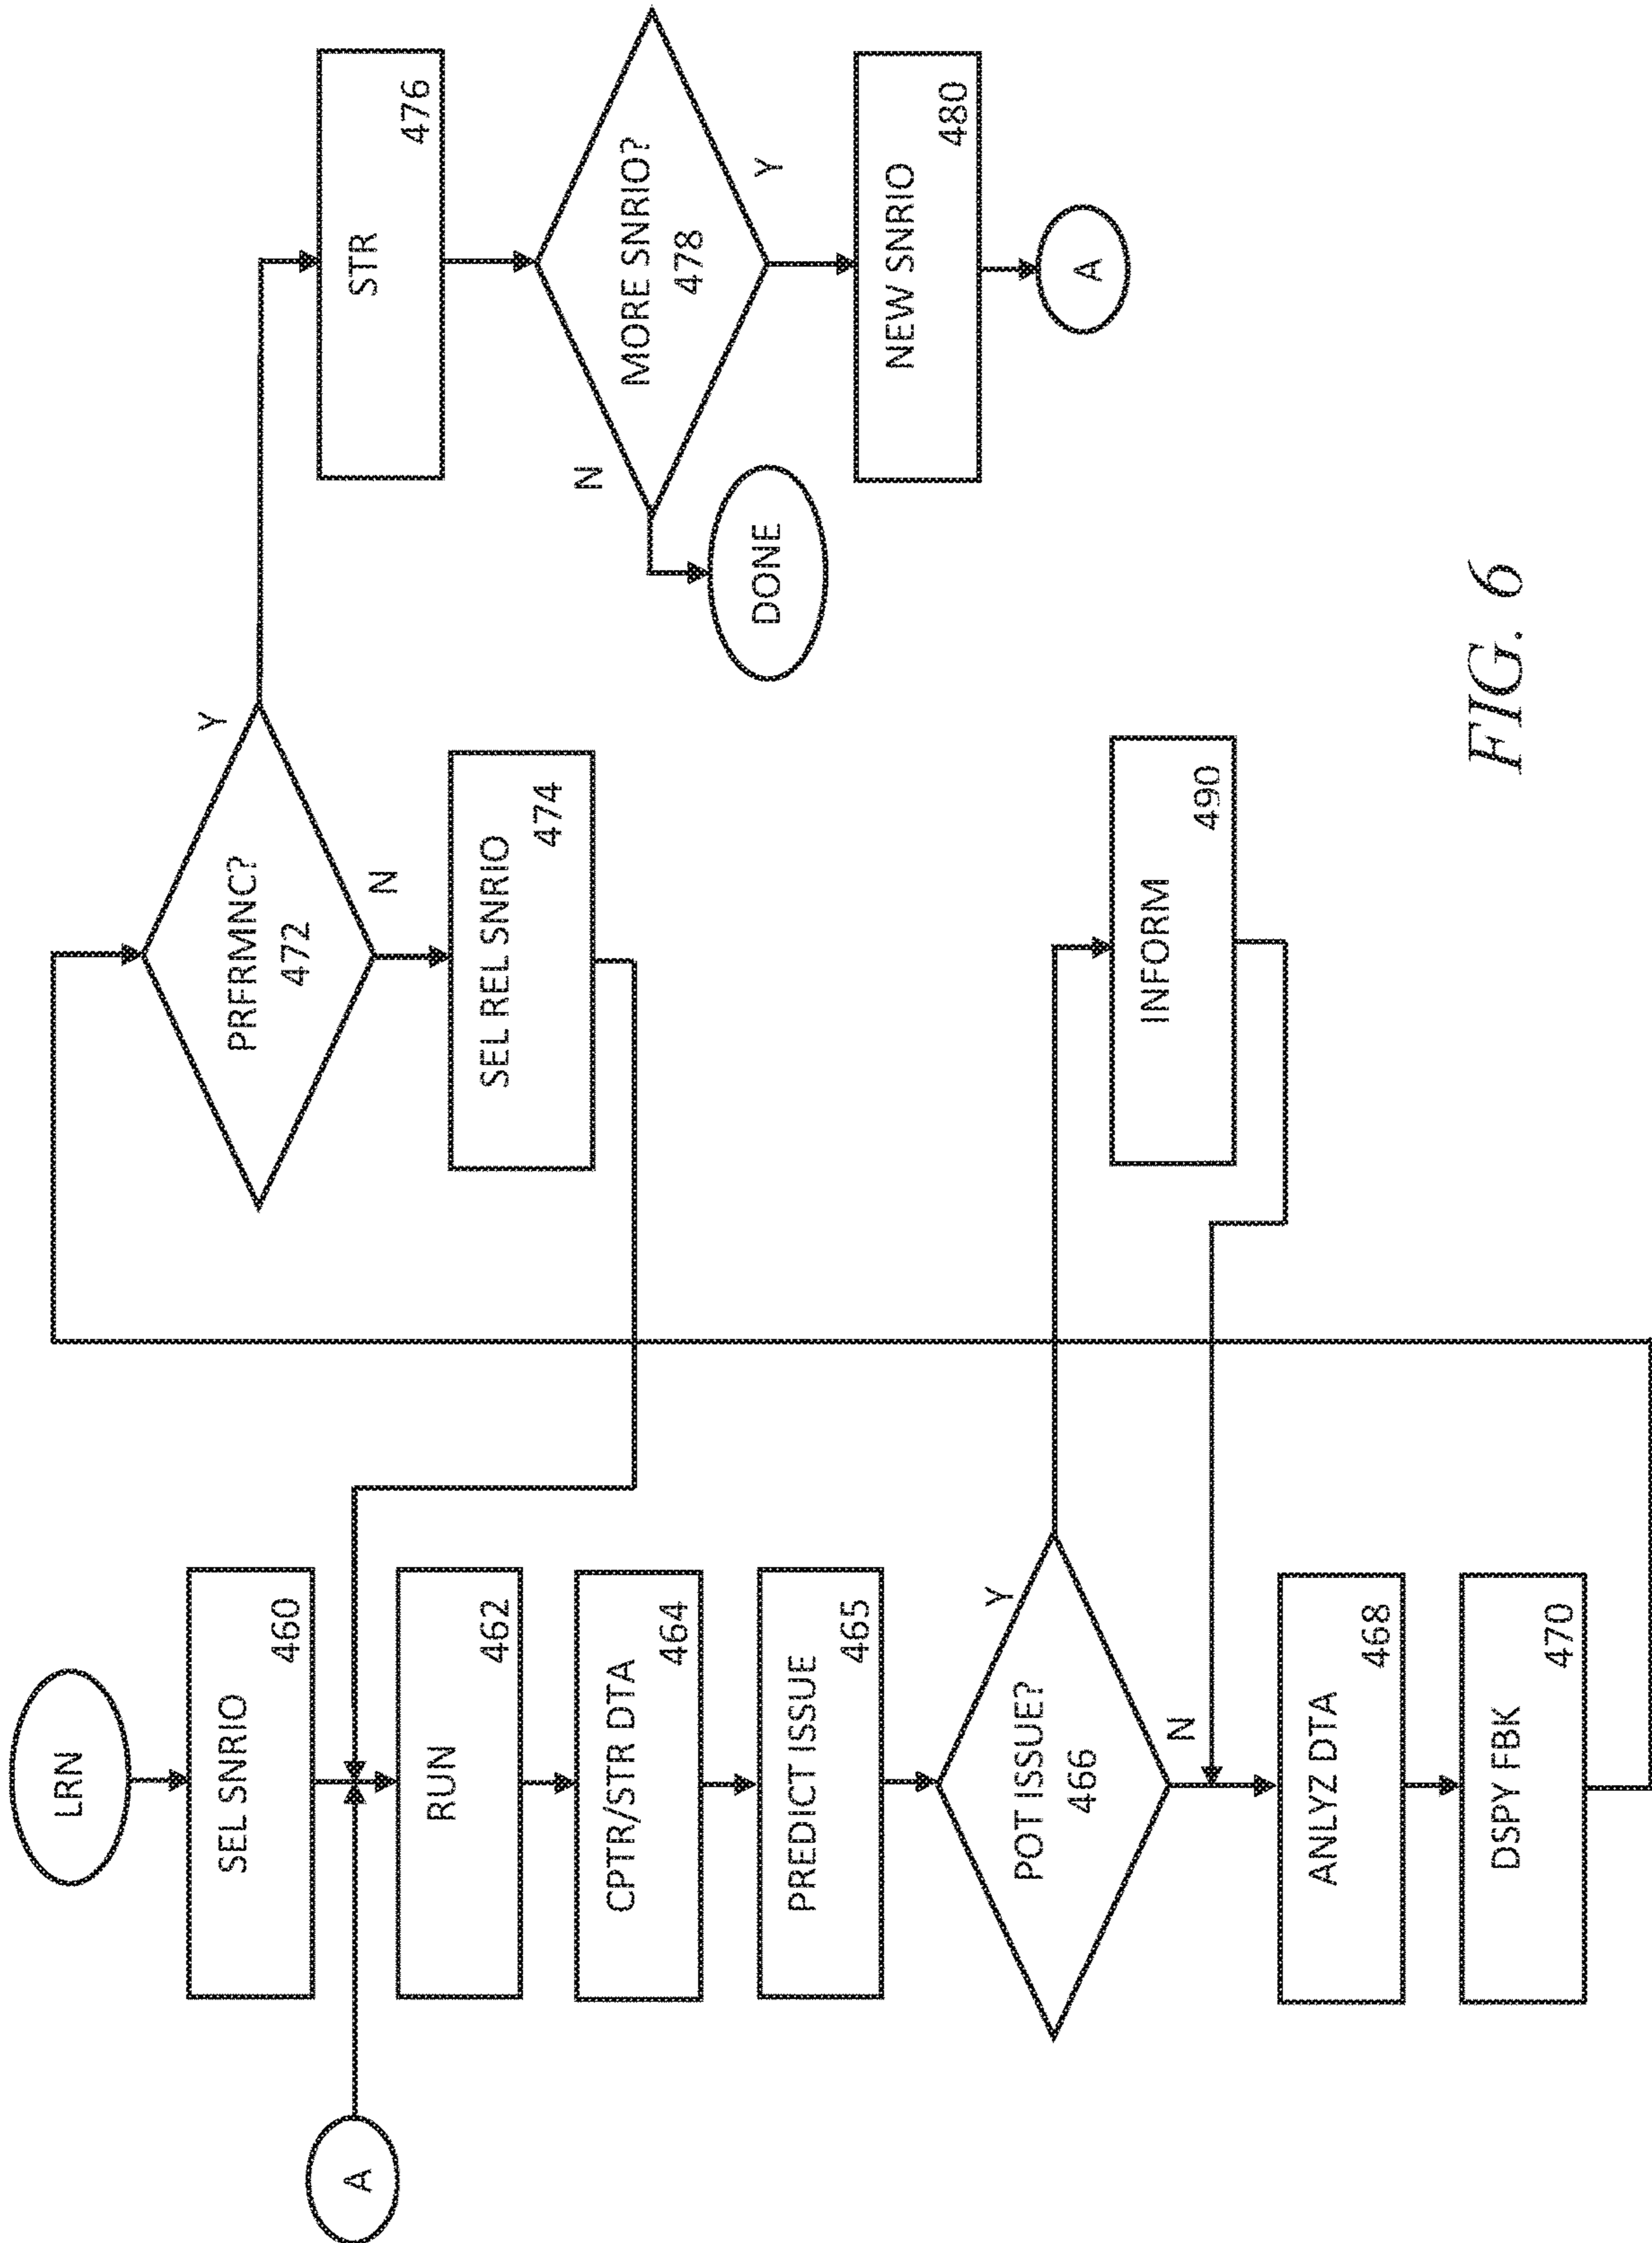 LRN
SEL SNRIO
460
A
RUN
462
CPTR/STR DTA
464
PREDICT ISSUE
465
POT ISSUE?
466
Y
N
ANLYZ DTA
468
DSPY FBK
470
INFORM
490
PRFRMNC?
472
Y
N
SEL REL SNRIO
474
STR
476
MORE SNRIO?
478
N
Y
DONE
NEW SNRIO
480
A
FIG. 6